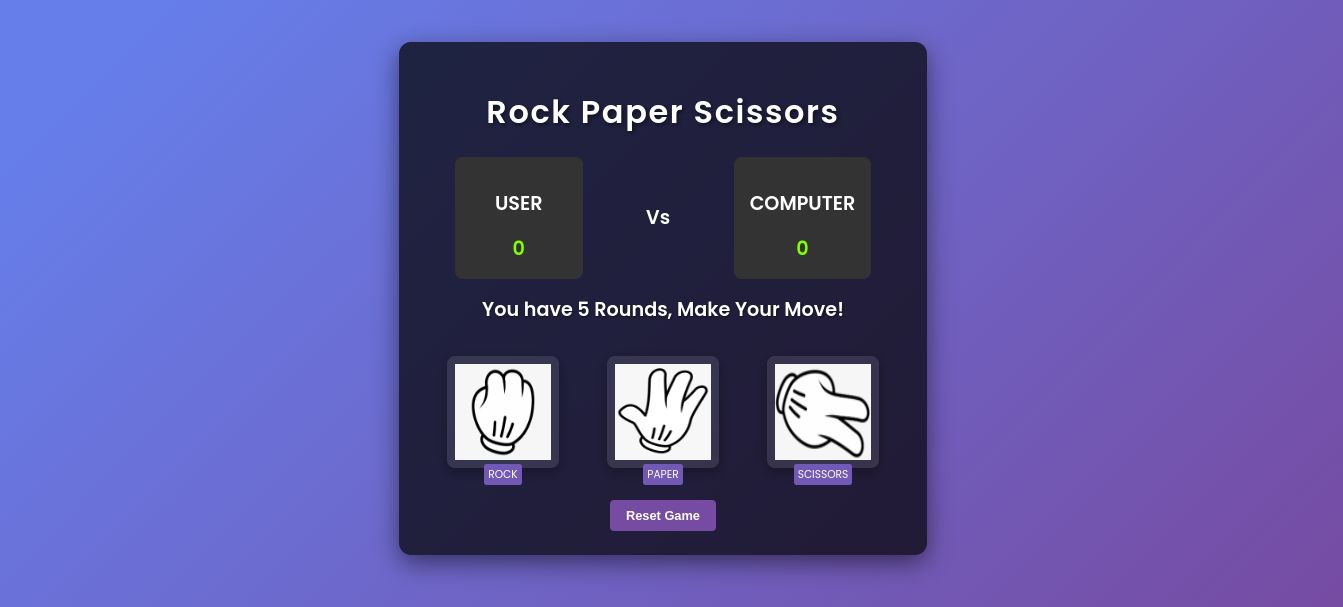 Rock Paper Scissors
USER
Vs
COMPUTER
0
0
You have 5 Rounds, Make Your Move!
ROCK
PAPER
SCISSORS
Reset Game